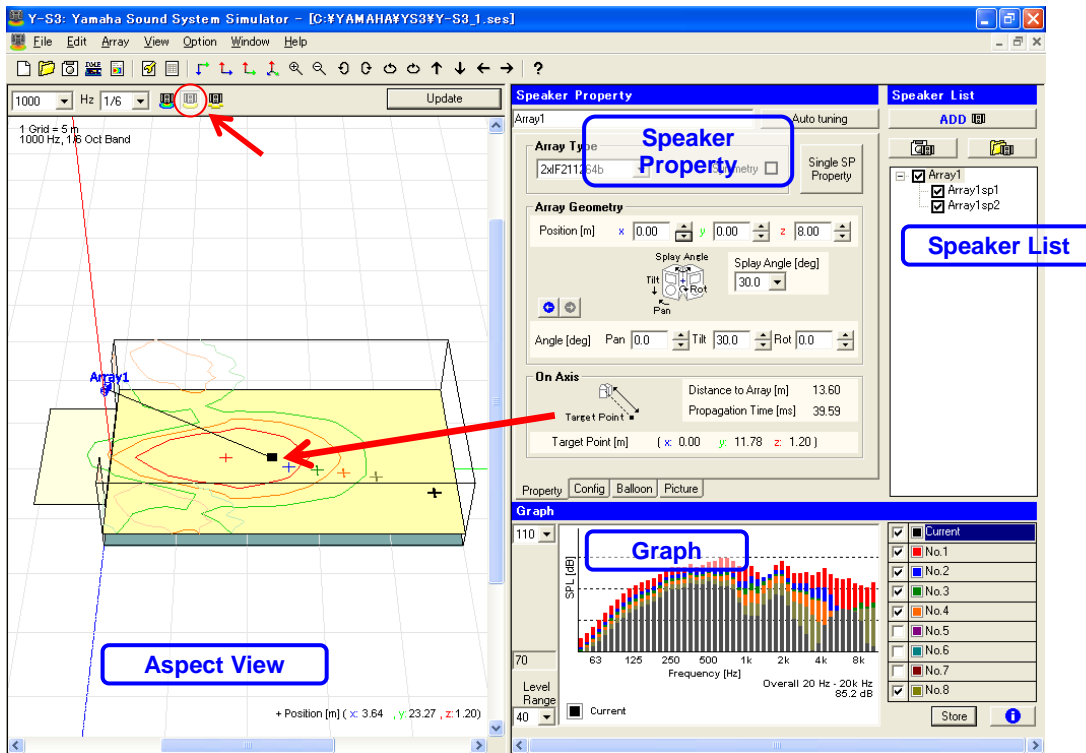 Y-S3: Yamaha Sound System Simulator - [C:¥YAMAHA¥YS3¥Y-S3_1.ses]
File Edit Array View Option Window Help
1000 Hz 1/6 Update
1 Grid = 5 m
1000 Hz, 1/6 Oct Band
Array1
Aspect View
+ Position [m] ( x: 3.64 , y: 23.27 , z: 1.20)
Speaker Property
Array1 Auto tuning
Speaker
Property
Array Type
2xIF211264b
Single SP
Property
Array Geometry
Position [m] x 0.00 y 0.00 z 8.00
Splay Angle
Tilt
Rot
Pan
Splay Angle [deg]
30.0
Angle [deg] Pan 0.0 Tilt 30.0 Rot 0.0
On Axis
Target Point
Distance to Array [m] 13.60
Propagation Time [ms] 39.59
Target Point [m] ( x: 0.00 y: 11.78 z: 1.20 )
Property Config Balloon Picture
Speaker List
ADD
Array1
Array1sp1
Array1sp2
Speaker List
Graph
110
70
Level
Range
40
Graph
SPL [dB]
63 125 250 500 1k 2k 4k 8k
Frequency [Hz]
Overall 20 Hz - 20k Hz
85.2 dB
Current
Current
No.1
No.2
No.3
No.4
No.5
No.6
No.7
No.8
Store